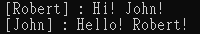 [Robert] : Hi! John!
[John] : Hello! Robert!